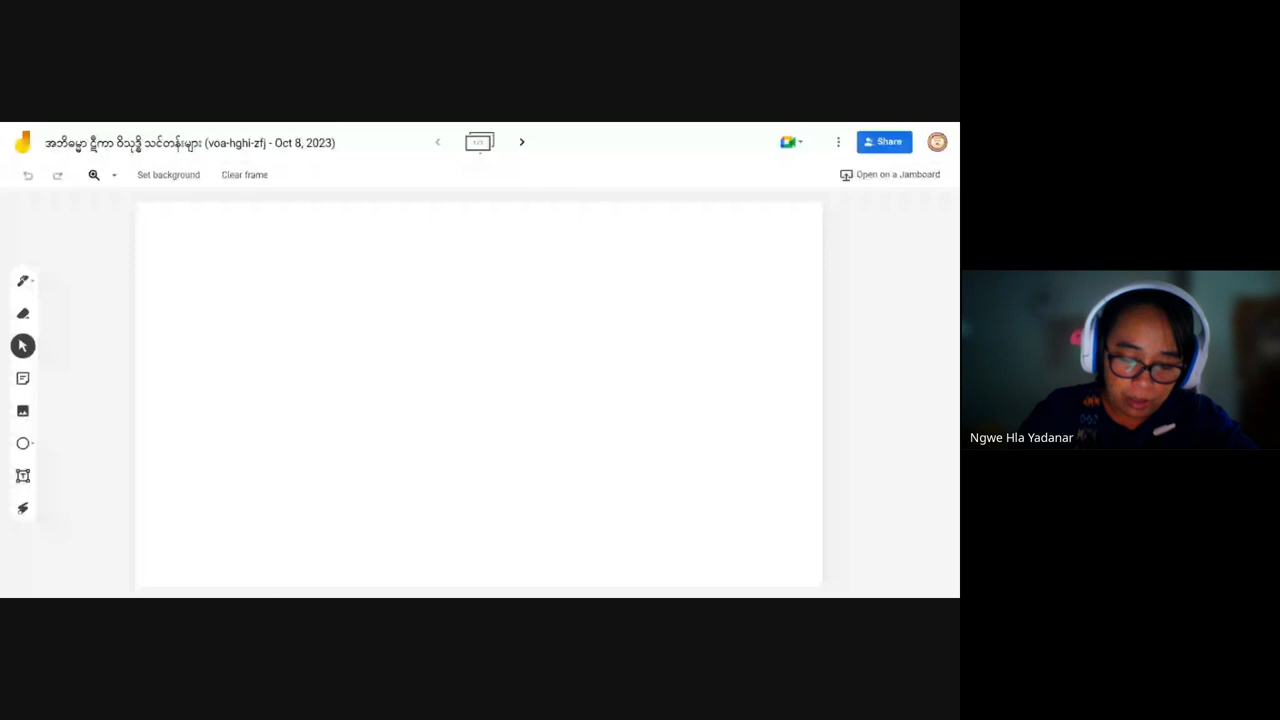 အဘိဓမ္မာ ဋီကာ ဝိသုဒ္ဓိ သင်တန်းများ (voa-hghi-zfj - Oct 8, 2023)
Share
Set background Clear frame
Open on a Jamboard
Ngwe Hla Yadanar